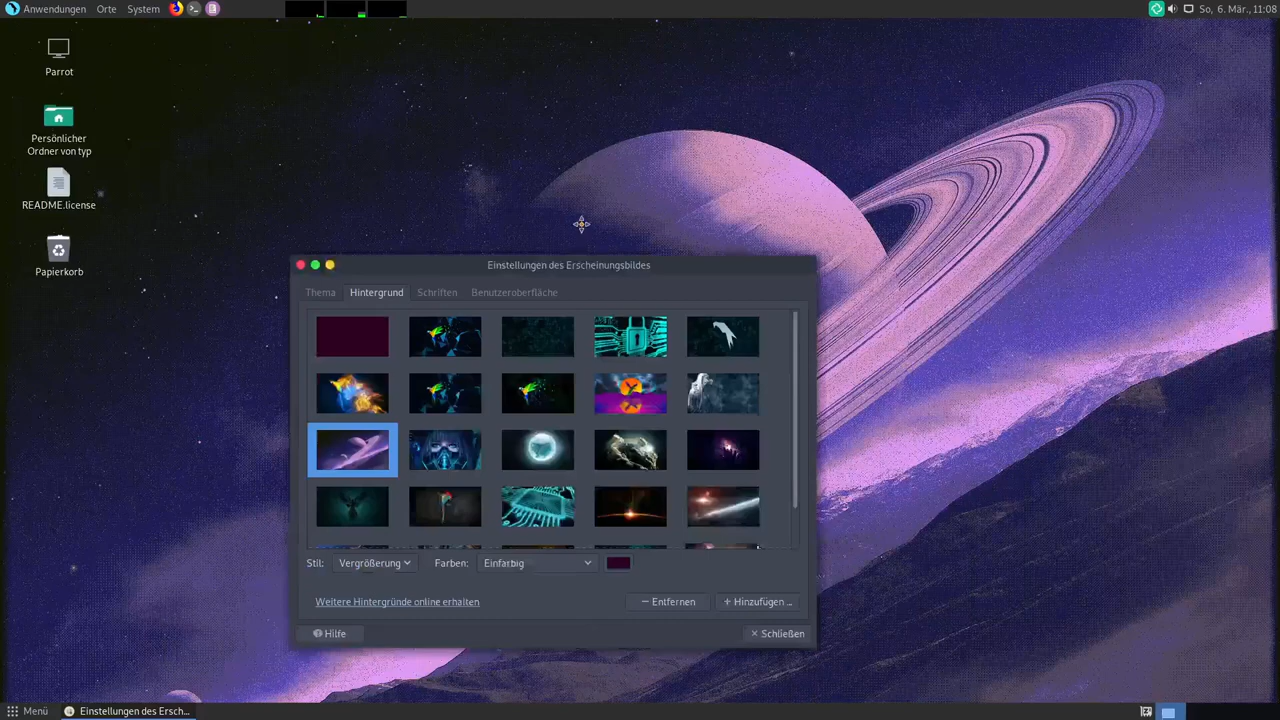 Anwendungen Orte System So, 6. Mär., 11:08
Parrot
Persönlicher
Ordner von typ
README.license
Papierkorb
Einstellungen des Erscheinungsbildes
Thema Hintergrund Schriften Benutzeroberfläche
Stil: Vergrößerung Farben: Einfarbig
Weitere Hintergründe online erhalten Entfernen Hinzufügen ...
Hilfe Schließen
Menü Einstellungen des Ersch...